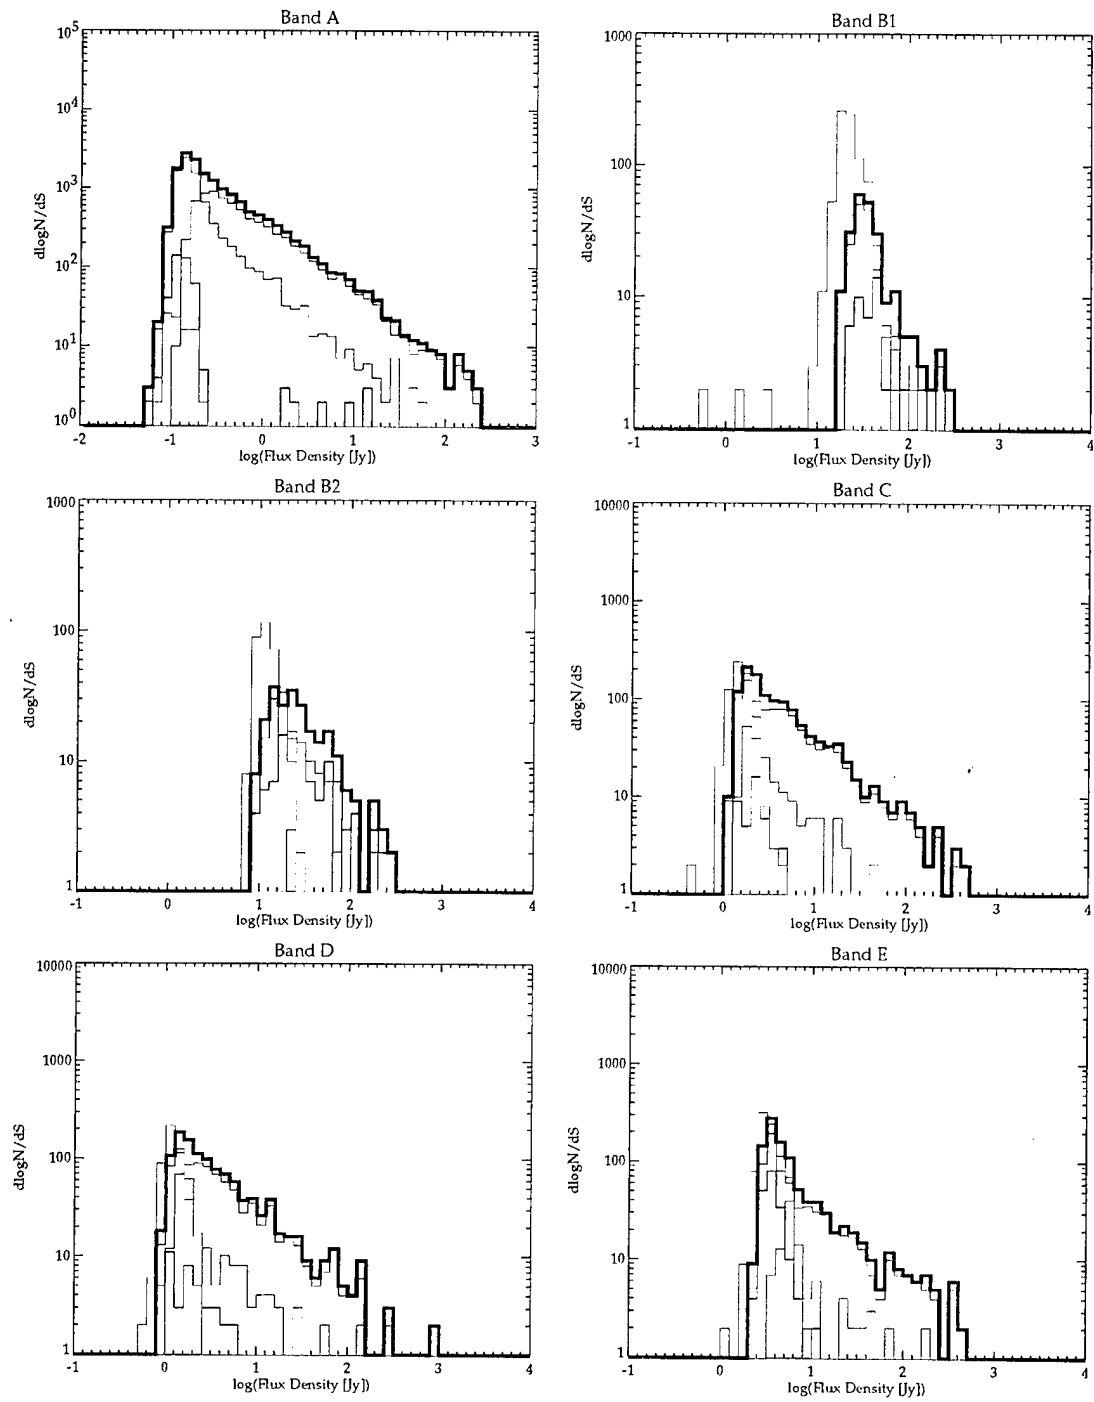 Band A
10^5
10^4
10^3
10^2
10^1
10^0
dlogN/dS
-2 -1 0 1 2 3
log(Flux Density [Jy])
Band B1
1000
100
10
1
dlogN/dS
-1 0 1 2 3 4
log(Flux Density [Jy])
Band B2
1000
100
10
1
dlogN/dS
-1 0 1 2 3 4
log(Flux Density [Jy])
Band C
10000
1000
100
10
1
dlogN/dS
-1 0 1 2 3 4
log(Flux Density [Jy])
Band D
10000
1000
100
10
1
dlogN/dS
-1 0 1 2 3 4
log(Flux Density [Jy])
Band E
10000
1000
100
10
1
dlogN/dS
-1 0 1 2 3 4
log(Flux Density [Jy])